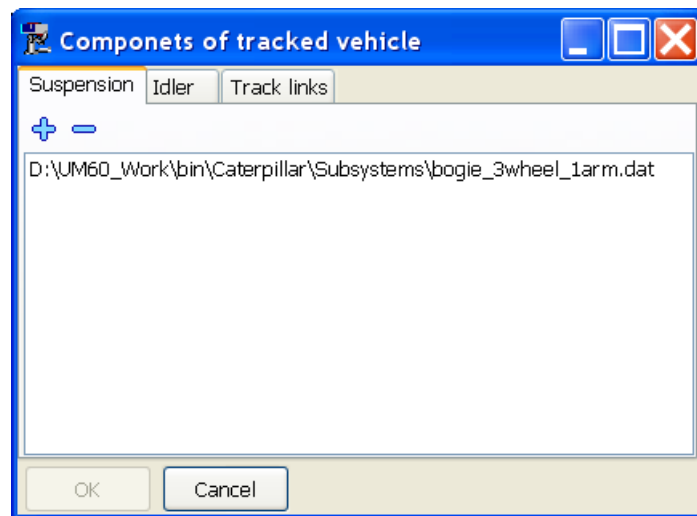 Componets of tracked vehicle
Suspension Idler Track links
D:\UM60_Work\bin\Caterpillar\Subsystems\bogie_3wheel_1arm.dat
OK Cancel